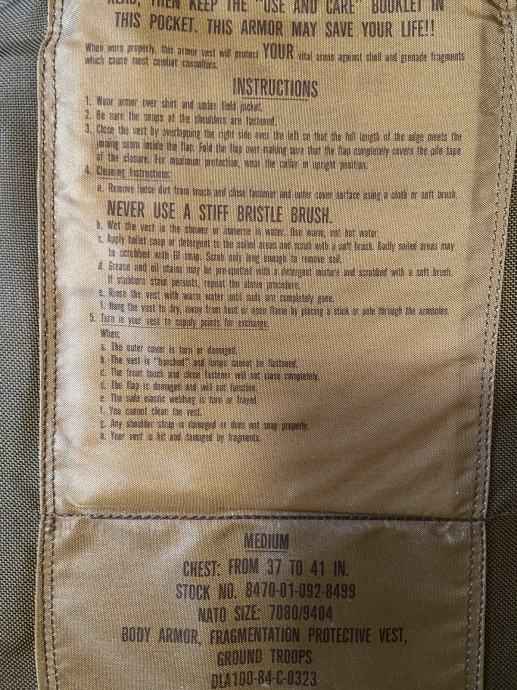 READ, THEN KEEP THE "USE AND CARE" BOOKLET IN
THIS POCKET. THIS ARMOR MAY SAVE YOUR LIFE!!
When worn properly, this armor vest will protect YOUR vital areas against shell and grenade fragments
which cause most combat casualties.
INSTRUCTIONS
1. Wear armor over shirt and under field jacket.
2. Be sure the snaps at the shoulders are fastened.
3. Close the vest by overlapping the right side over the left so that the full length of the edge meets the
joining seam inside the flap. Fold the flap over making sure that the flap completely covers the pile tape
of the closure. For maximum protection, wear the collar in upright position.
4. Cleaning Instructions:
a. Remove loose dirt from touch and close fastener and outer cover surface using a cloth or soft brush.
NEVER USE A STIFF BRISTLE BRUSH.
b. Wet the vest in the shower or immerse in water. Use warm, not hot water.
c. Apply toilet soap or detergent to the soiled areas and scrub with a soft brush. Badly soiled areas may
be scrubbed with GI soap. Scrub only long enough to remove soil.
d. Grease and oil stains may be pre-spotted with a detergent mixture and scrubbed with a soft brush.
If stubborn stain persists, repeat the above procedure.
e. Rinse the vest with warm water until suds are completely gone.
f. Hang the vest to dry, away from heat or open flame by placing a stick or pole through the armholes.
5. Turn in your vest to supply points for exchange.
When:
a. The outer cover is torn or damaged.
b. The vest is "bunched" and lumps cannot be flattened.
c. The front touch and close fastener will not close completely.
d. The flap is damaged and will not function.
e. The side elastic webbing is torn or frayed.
f. You cannot clean the vest.
g. Any shoulder strap is damaged or does not snap properly.
h. Your vest is hit and damaged by fragments.
MEDIUM
CHEST: FROM 37 TO 41 IN.
STOCK NO. 8470-01-092-8499
NATO SIZE: 7080/9404
BODY ARMOR, FRAGMENTATION PROTECTIVE VEST,
GROUND TROOPS
DLA100-84-C-0323